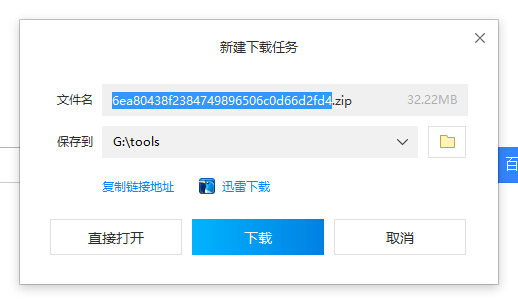 新建下载任务
文件名 6ea80438f2384749896506c0d66d2fd4.zip 32.22MB
保存到 G:\tools
复制链接地址 迅雷下载
直接打开 下载 取消
百